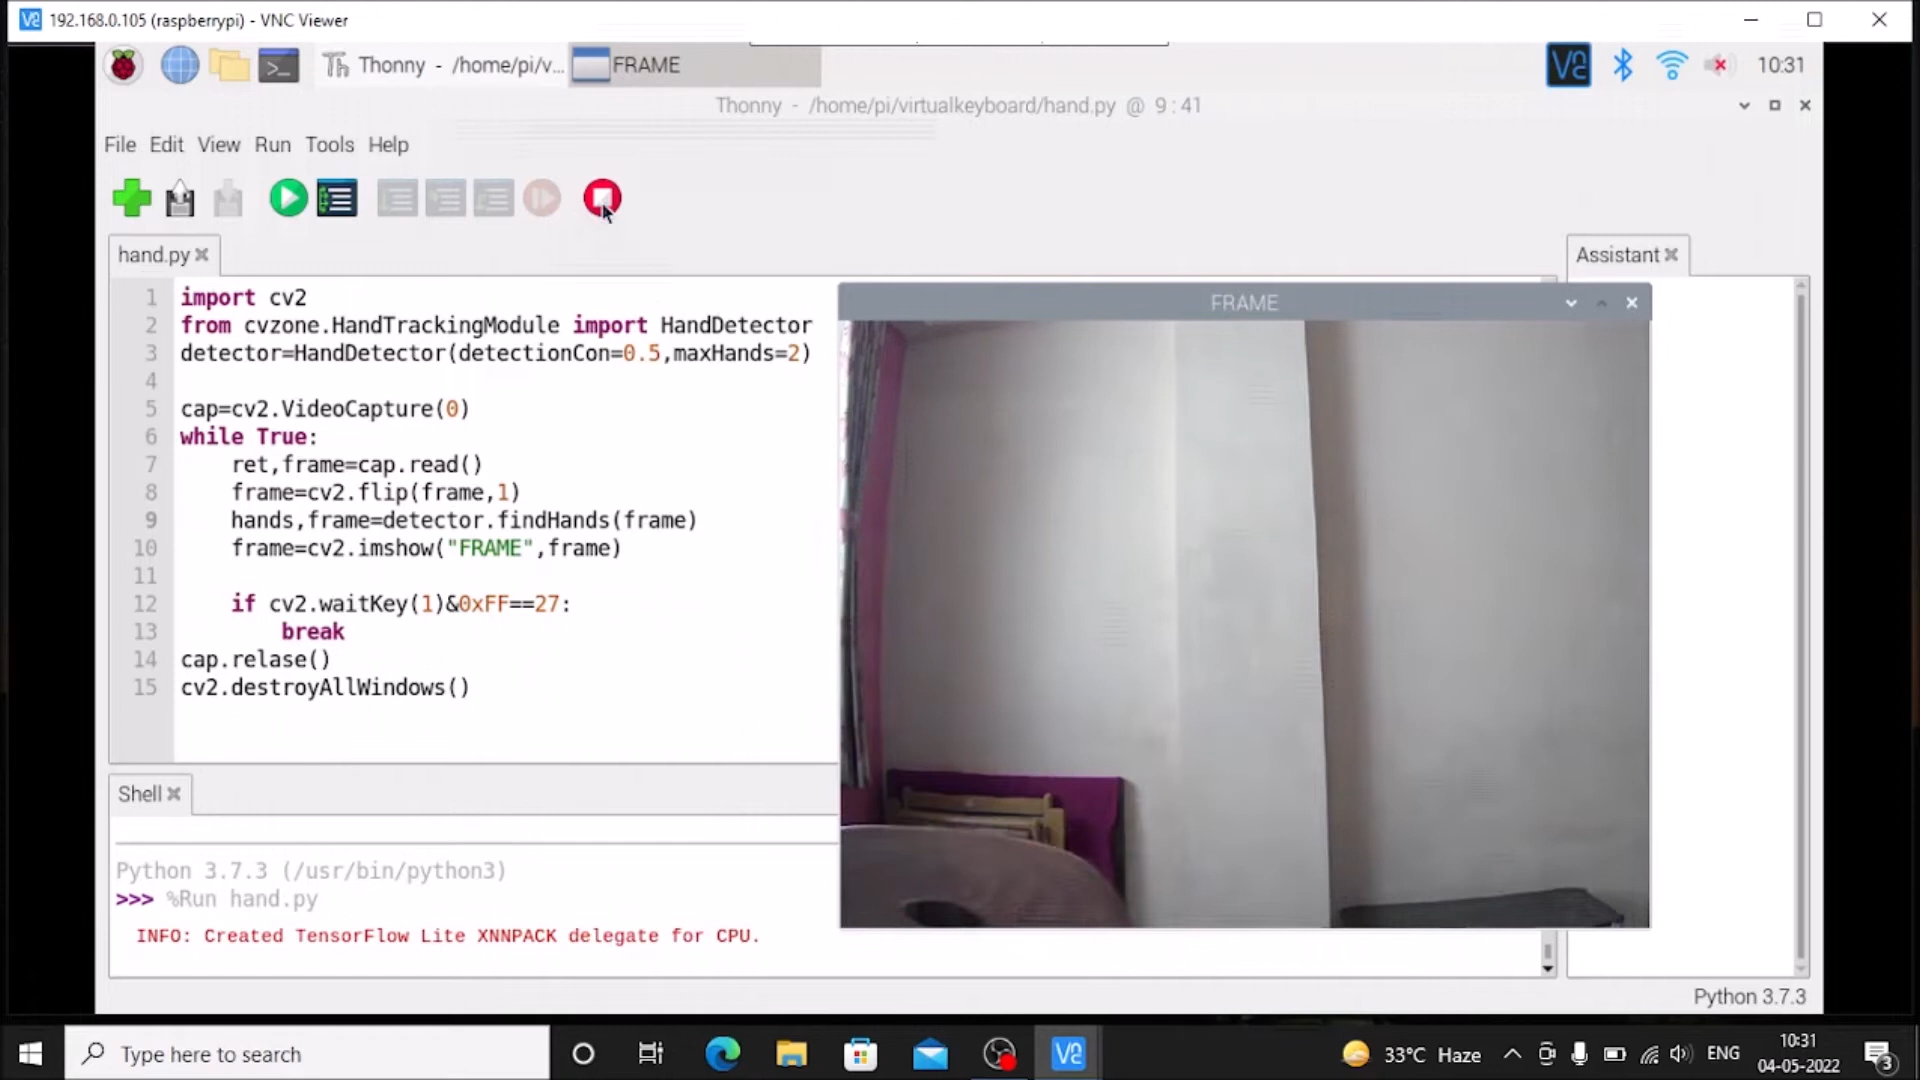 192.168.0.105 (raspberrypi) - VNC Viewer
Thonny - /home/pi/v...
FRAME
10:31
Thonny - /home/pi/virtualkeyboard/hand.py @ 9:41
File Edit View Run Tools Help
hand.py
Assistant
1 import cv2
2 from cvzone.HandTrackingModule import HandDetector
3 detector=HandDetector(detectionCon=0.5,maxHands=2)
4
5 cap=cv2.VideoCapture(0)
6 while True:
7 ret,frame=cap.read()
8 frame=cv2.flip(frame,1)
9 hands,frame=detector.findHands(frame)
10 frame=cv2.imshow("FRAME",frame)
11
12 if cv2.waitKey(1)&0xFF==27:
13 break
14 cap.relase()
15 cv2.destroyAllWindows()
FRAME
Shell
Python 3.7.3 (/usr/bin/python3)
>>> %Run hand.py
INFO: Created TensorFlow Lite XNNPACK delegate for CPU.
Python 3.7.3
Type here to search
33°C Haze
ENG
10:31
04-05-2022
3